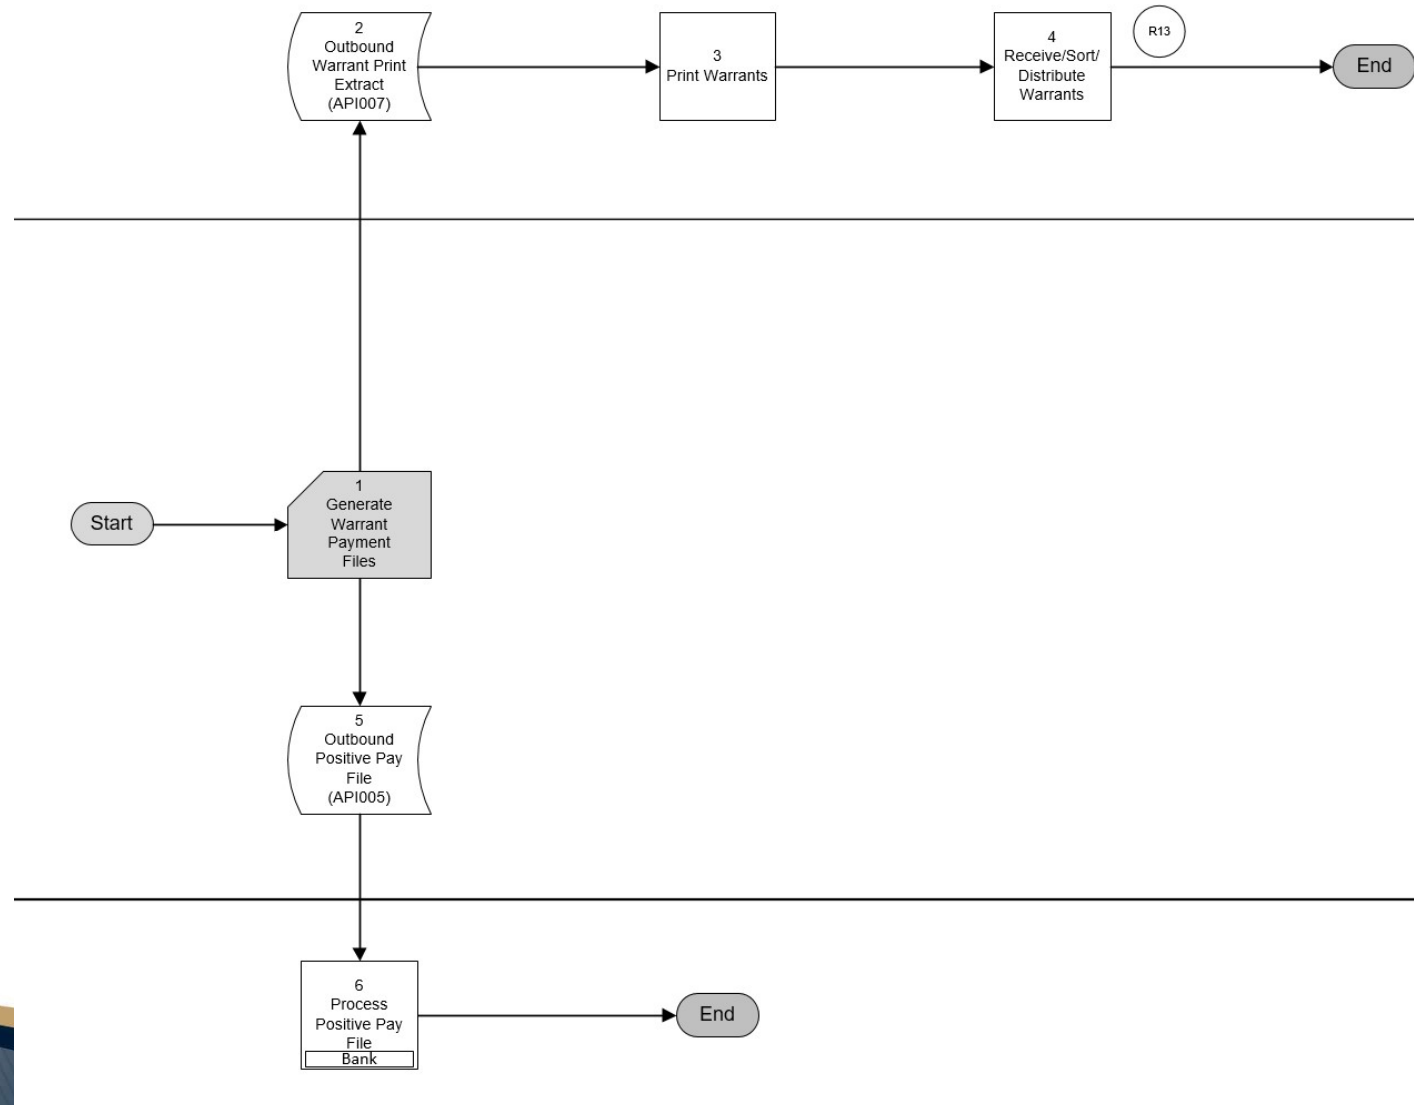 2
Outbound
Warrant Print
Extract
(API007)
3
Print Warrants
4
Receive/Sort/
Distribute
Warrants
R13
End
Start
1
Generate
Warrant
Payment
Files
5
Outbound
Positive Pay
File
(API005)
6
Process
Positive Pay
File
Bank
End